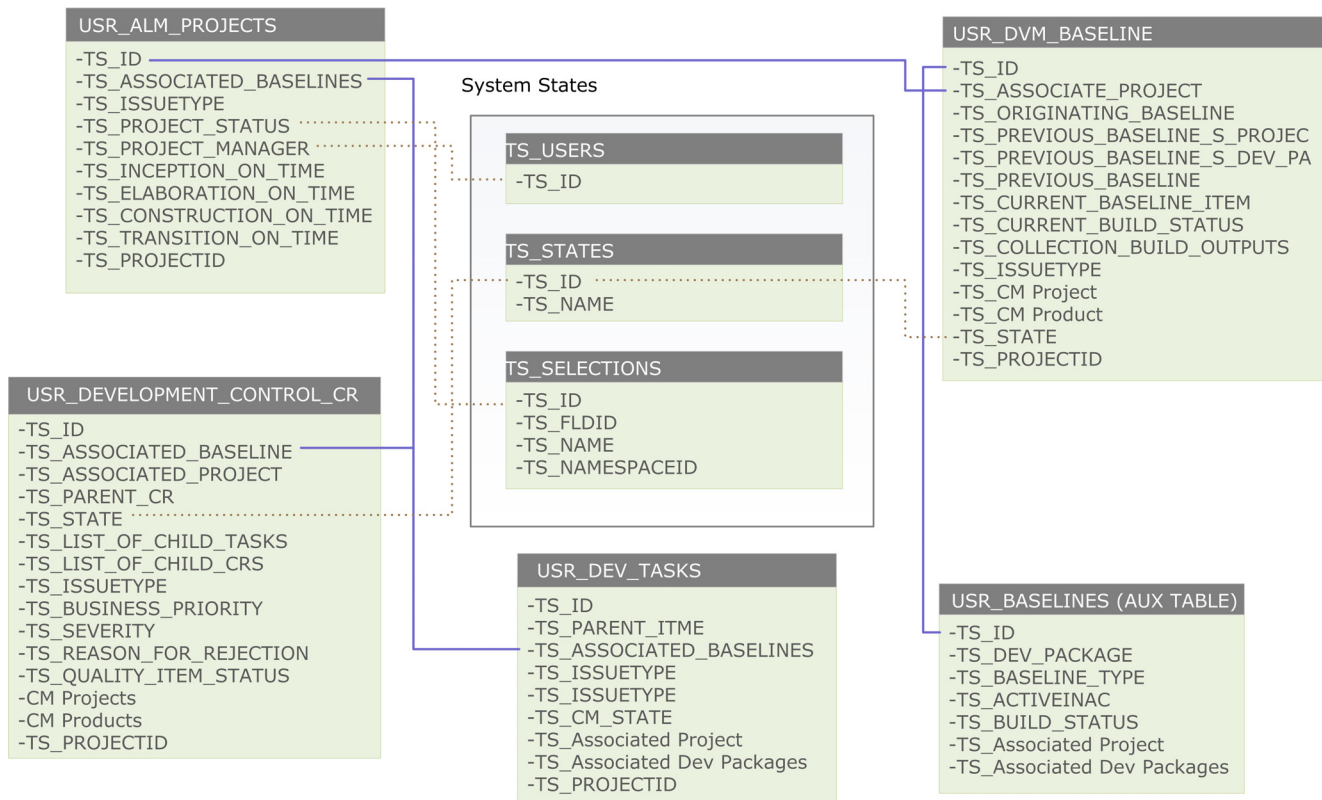 USR_ALM_PROJECTS
-TS_ID
-TS_ASSOCIATED_BASELINES
-TS_ISSUETYPE
-TS_PROJECT_STATUS
-TS_PROJECT_MANAGER
-TS_INCEPTION_ON_TIME
-TS_ELABORATION_ON_TIME
-TS_CONSTRUCTION_ON_TIME
-TS_TRANSITION_ON_TIME
-TS_PROJECTID
System States
TS_USERS
-TS_ID
TS_STATES
-TS_ID
-TS_NAME
TS_SELECTIONS
-TS_ID
-TS_FLDID
-TS_NAME
-TS_NAMESPACEID
USR_DVM_BASELINE
-TS_ID
-TS_ASSOCIATE_PROJECT
-TS_ORIGINATING_BASELINE
-TS_PREVIOUS_BASELINE_S_PROJEC
-TS_PREVIOUS_BASELINE_S_DEV_PA
-TS_PREVIOUS_BASELINE
-TS_CURRENT_BASELINE_ITEM
-TS_CURRENT_BUILD_STATUS
-TS_COLLECTION_BUILD_OUTPUTS
-TS_ISSUETYPE
-TS_CM Project
-TS_CM Product
-TS_STATE
-TS_PROJECTID
USR_DEVELOPMENT_CONTROL_CR
-TS_ID
-TS_ASSOCIATED_BASELINE
-TS_ASSOCIATED_PROJECT
-TS_PARENT_CR
-TS_STATE
-TS_LIST_OF_CHILD_TASKS
-TS_LIST_OF_CHILD_CRS
-TS_ISSUETYPE
-TS_BUSINESS_PRIORITY
-TS_SEVERITY
-TS_REASON_FOR_REJECTION
-TS_QUALITY_ITEM_STATUS
-CM Projects
-CM Products
-TS_PROJECTID
USR_DEV_TASKS
-TS_ID
-TS_PARENT_ITME
-TS_ASSOCIATED_BASELINES
-TS_ISSUETYPE
-TS_ISSUETYPE
-TS_CM_STATE
-TS_Associated Project
-TS_Associated Dev Packages
-TS_PROJECTID
USR_BASELINES (AUX TABLE)
-TS_ID
-TS_DEV_PACKAGE
-TS_BASELINE_TYPE
-TS_ACTIVEINAC
-TS_BUILD_STATUS
-TS_Associated Project
-TS_Associated Dev Packages